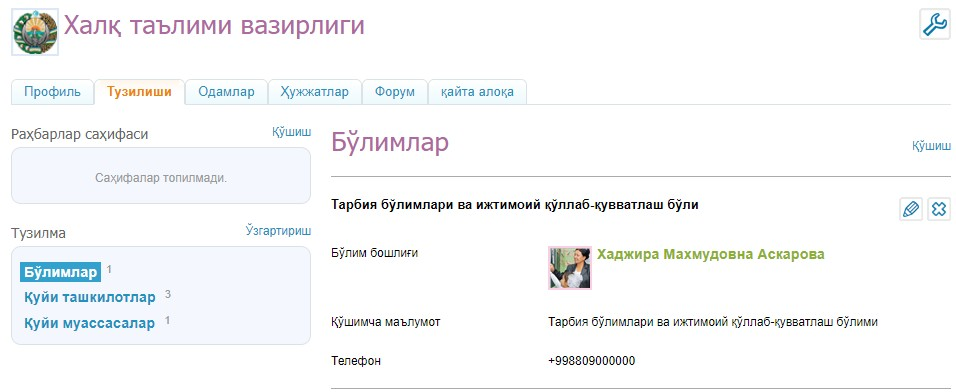 Халқ таълими вазирлиги
Профиль Тузилиши Одамлар Ҳужжатлар Форум қайта алоқа
Раҳбарлар саҳифаси Қўшиш
Саҳифалар топилмади.
Тузилма Ўзгартириш
Бўлимлар 1
Қуйи ташкилотлар 3
Қуйи муассасалар 1
Бўлимлар Қўшиш
Тарбия бўлимлари ва ижтимоий қўллаб-қувватлаш бўли
Бўлим бошлиғи Хаджира Махмудовна Аскарова
Қўшимча маълумот Тарбия бўлимлари ва ижтимоий қўллаб-қувватлаш бўлими
Телефон +998809000000